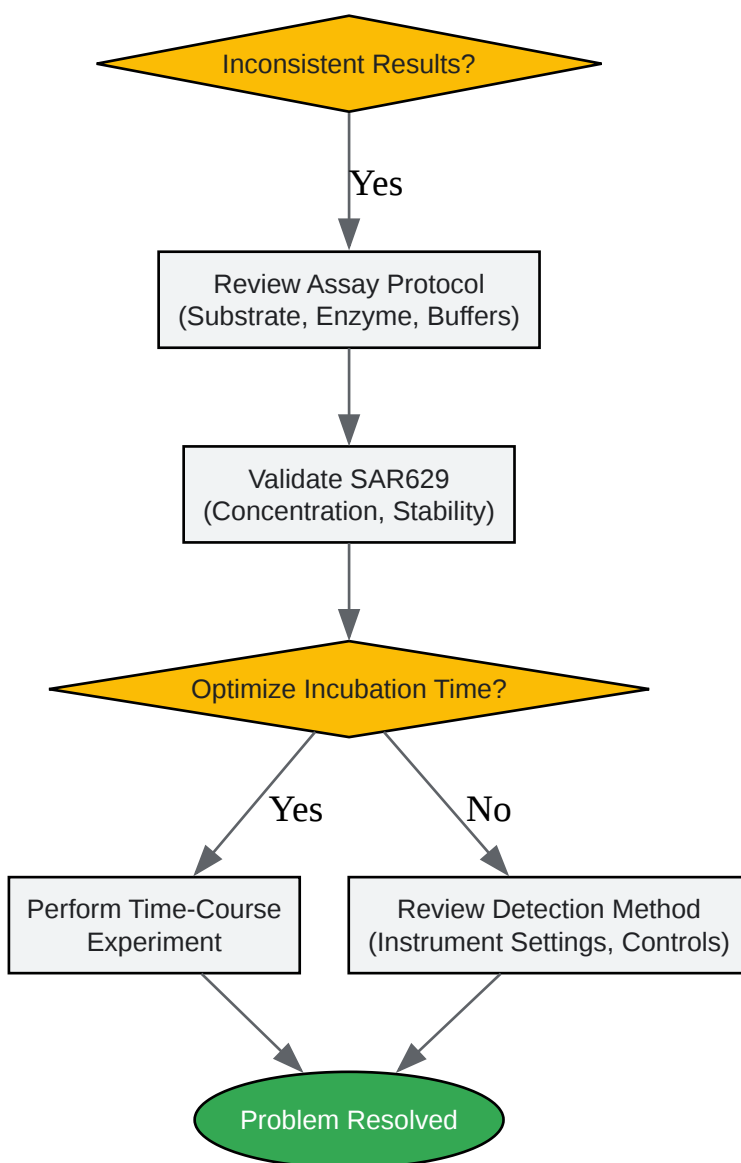 Inconsistent Results?
Yes
Review Assay Protocol
(Substrate, Enzyme, Buffers)
Validate SAR629
(Concentration, Stability)
Optimize Incubation Time?
Yes
No
Perform Time-Course
Experiment
Review Detection Method
(Instrument Settings, Controls)
Problem Resolved